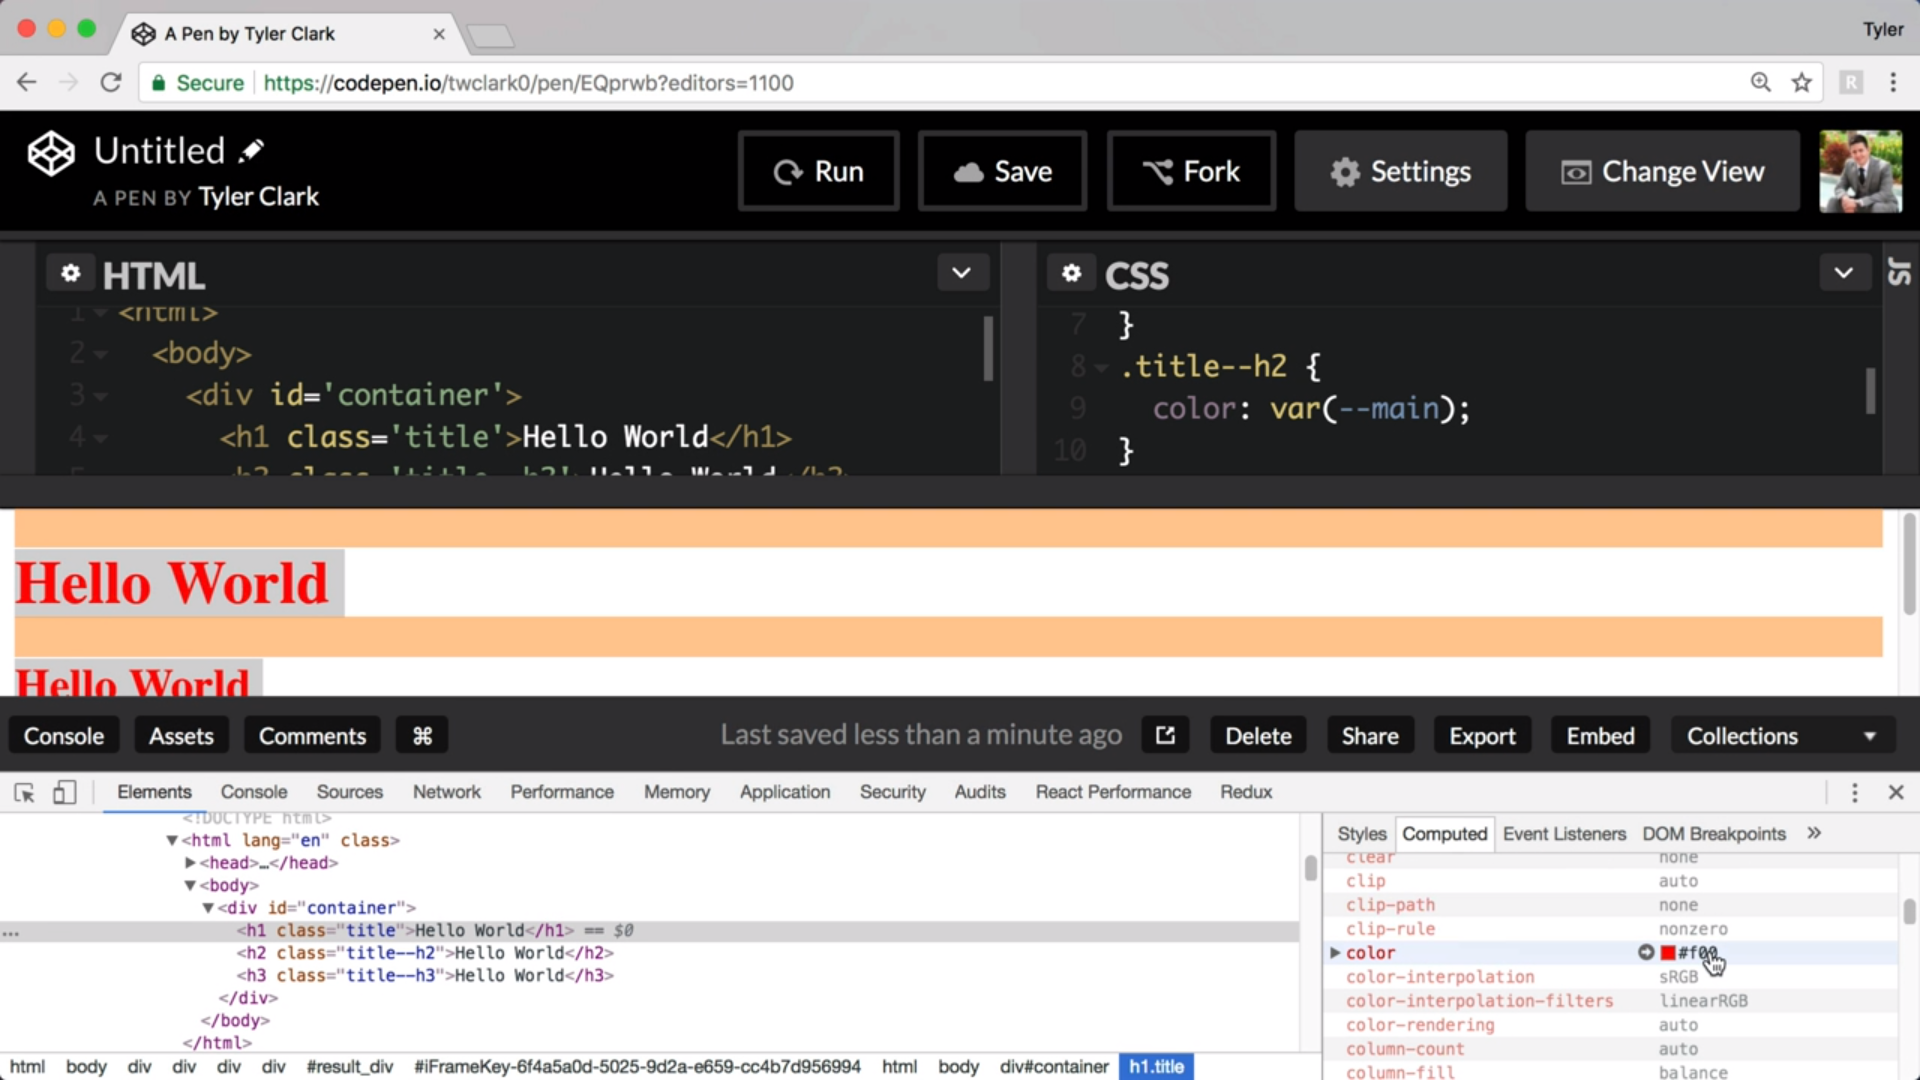 A Pen by Tyler Clark
Tyler
Secure https://codepen.io/twclark0/pen/EQprwb?editors=1100
R
Untitled
A PEN BY Tyler Clark
Run
Save
Fork
Settings
Change View
HTML
1 <html>
2 <body>
3 <div id='container'>
4 <h1 class='title'>Hello World</h1>
CSS
JS
7 }
8 .title--h2 {
9 color: var(--main);
10 }
Hello World
Hello World
Console Assets Comments ⌘ Last saved less than a minute ago Delete Share Export Embed Collections
Elements Console Sources Network Performance Memory Application Security Audits React Performance Redux
<!DOCTYPE html>
<html lang="en" class>
<head>…</head>
<body>
<div id="container">
... <h1 class="title">Hello World</h1> == $0
<h2 class="title--h2">Hello World</h2>
<h3 class="title--h3">Hello World</h3>
</div>
</body>
</html>
Styles Computed Event Listeners DOM Breakpoints »
clear none
clip auto
clip-path none
clip-rule nonzero
color #f00
color-interpolation sRGB
color-interpolation-filters linearRGB
color-rendering auto
column-count auto
column-fill balance
html body div div div div #result_div #iFrameKey-6f4a5a0d-5025-9d2a-e659-cc4b7d956994 html body div#container h1.title